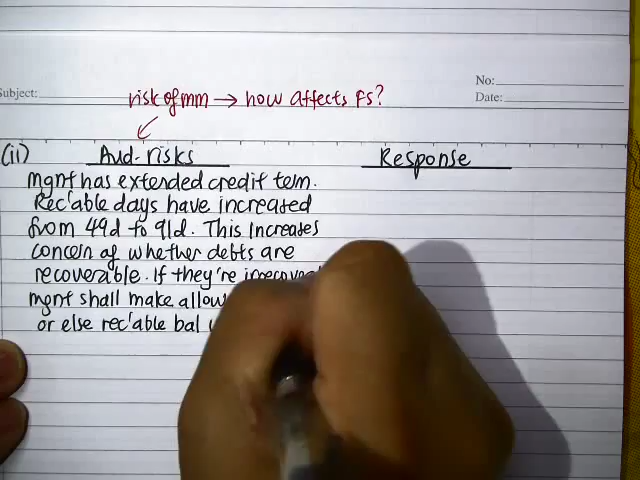 Subject:
No:
Date:
risk of mm → how affects FS?
(ii) Aud-risks Response
mgmt has extended credit term.
Rec'able days have increased
from 49d to 91d. This increases
concern of whether debts are
recoverable. If they're
mgmt shall make
or else rec'able bal